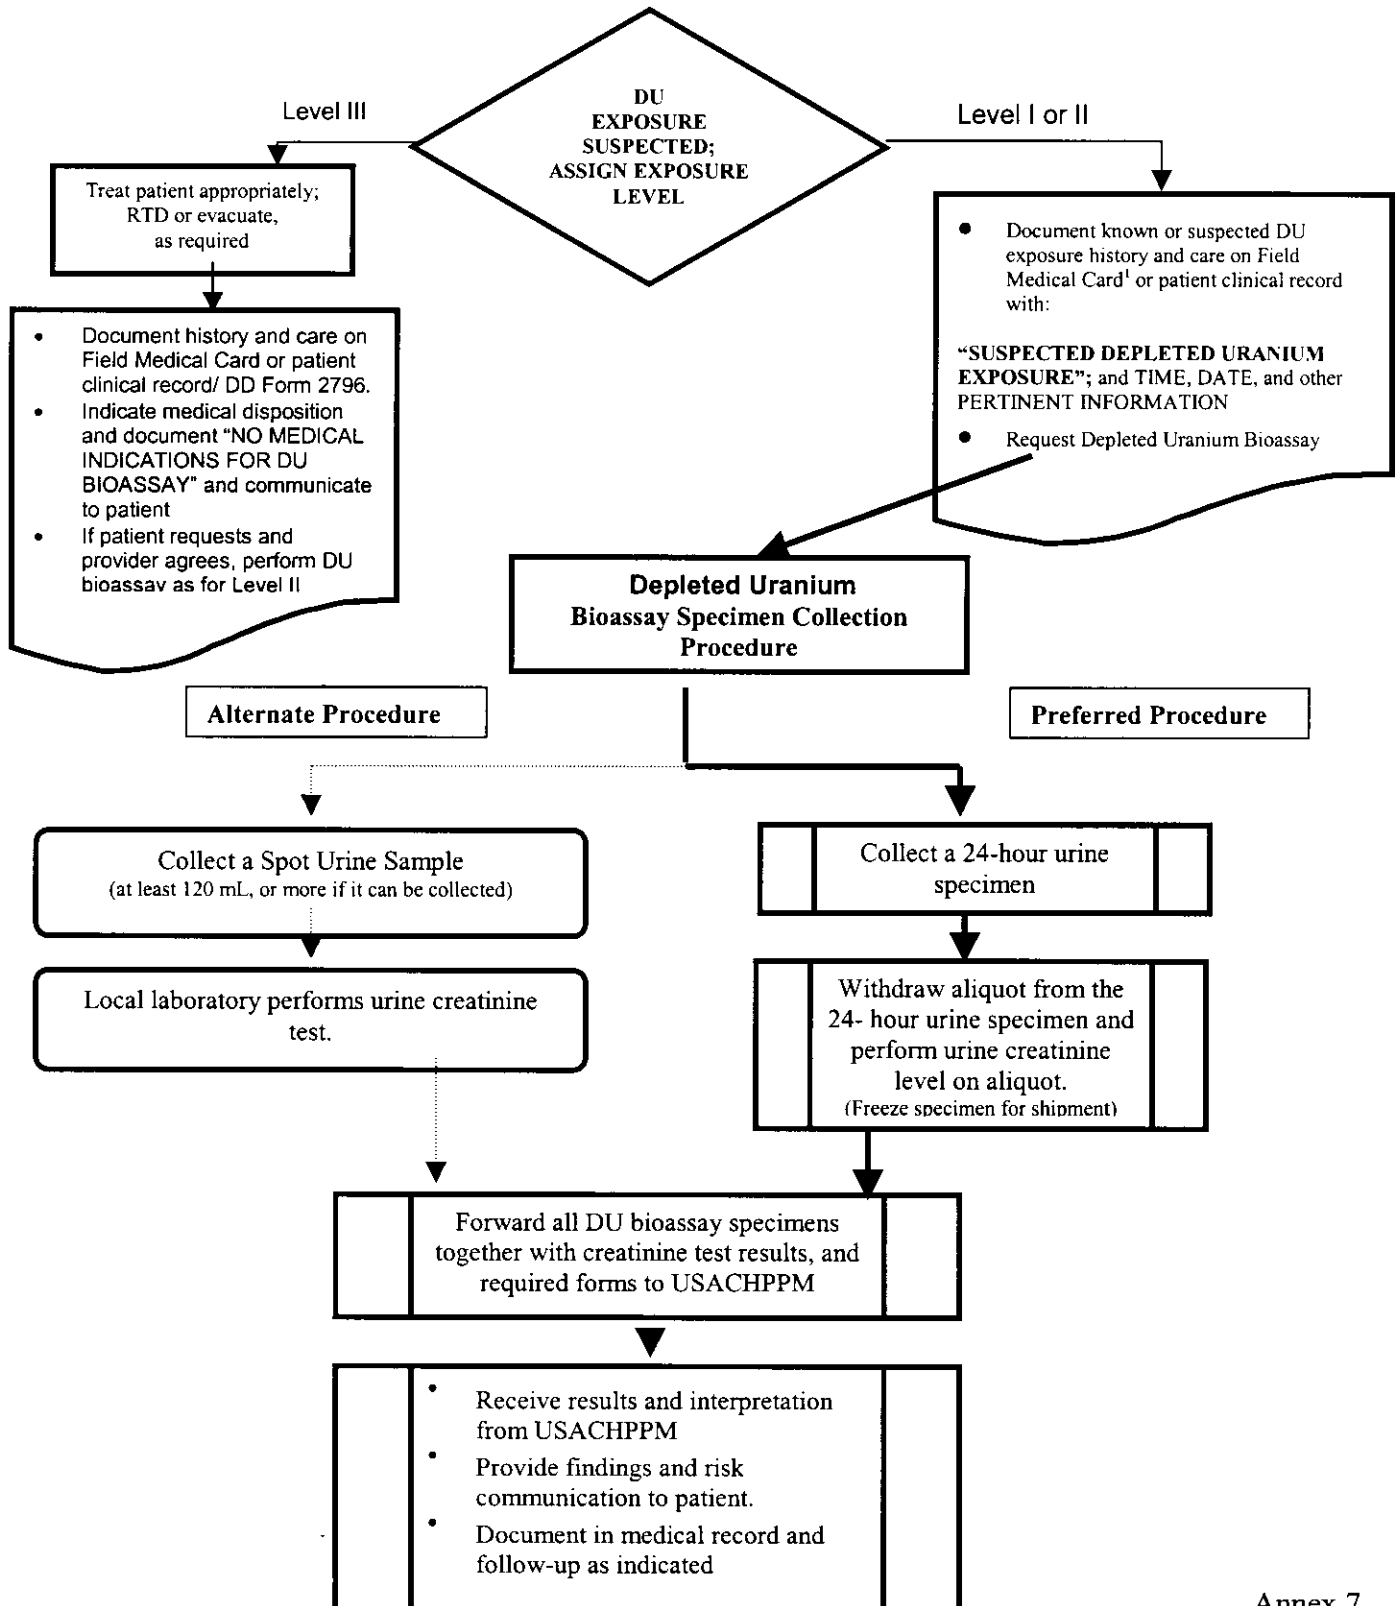 DU
EXPOSURE
SUSPECTED;
ASSIGN EXPOSURE
LEVEL
Level III
Level I or II
Treat patient appropriately;
RTD or evacuate,
as required
• Document history and care on
Field Medical Card or patient
clinical record/ DD Form 2796.
• Indicate medical disposition
and document "NO MEDICAL
INDICATIONS FOR DU
BIOASSAY" and communicate
to patient
• If patient requests and
provider agrees, perform DU
bioassay as for Level II
• Document known or suspected DU
exposure history and care on Field
Medical Card¹ or patient clinical record
with:
“SUSPECTED DEPLETED URANIUM
EXPOSURE”; and TIME, DATE, and other
PERTINENT INFORMATION
• Request Depleted Uranium Bioassay
Depleted Uranium
Bioassay Specimen Collection
Procedure
Alternate Procedure
Preferred Procedure
Collect a Spot Urine Sample
(at least 120 mL, or more if it can be collected)
Local laboratory performs urine creatinine
test.
Collect a 24-hour urine
specimen
Withdraw aliquot from the
24- hour urine specimen and
perform urine creatinine
level on aliquot.
(Freeze specimen for shipment)
Forward all DU bioassay specimens
together with creatinine test results, and
required forms to USACHPPM
• Receive results and interpretation
from USACHPPM
• Provide findings and risk
communication to patient.
• Document in medical record and
follow-up as indicated
Annex 7